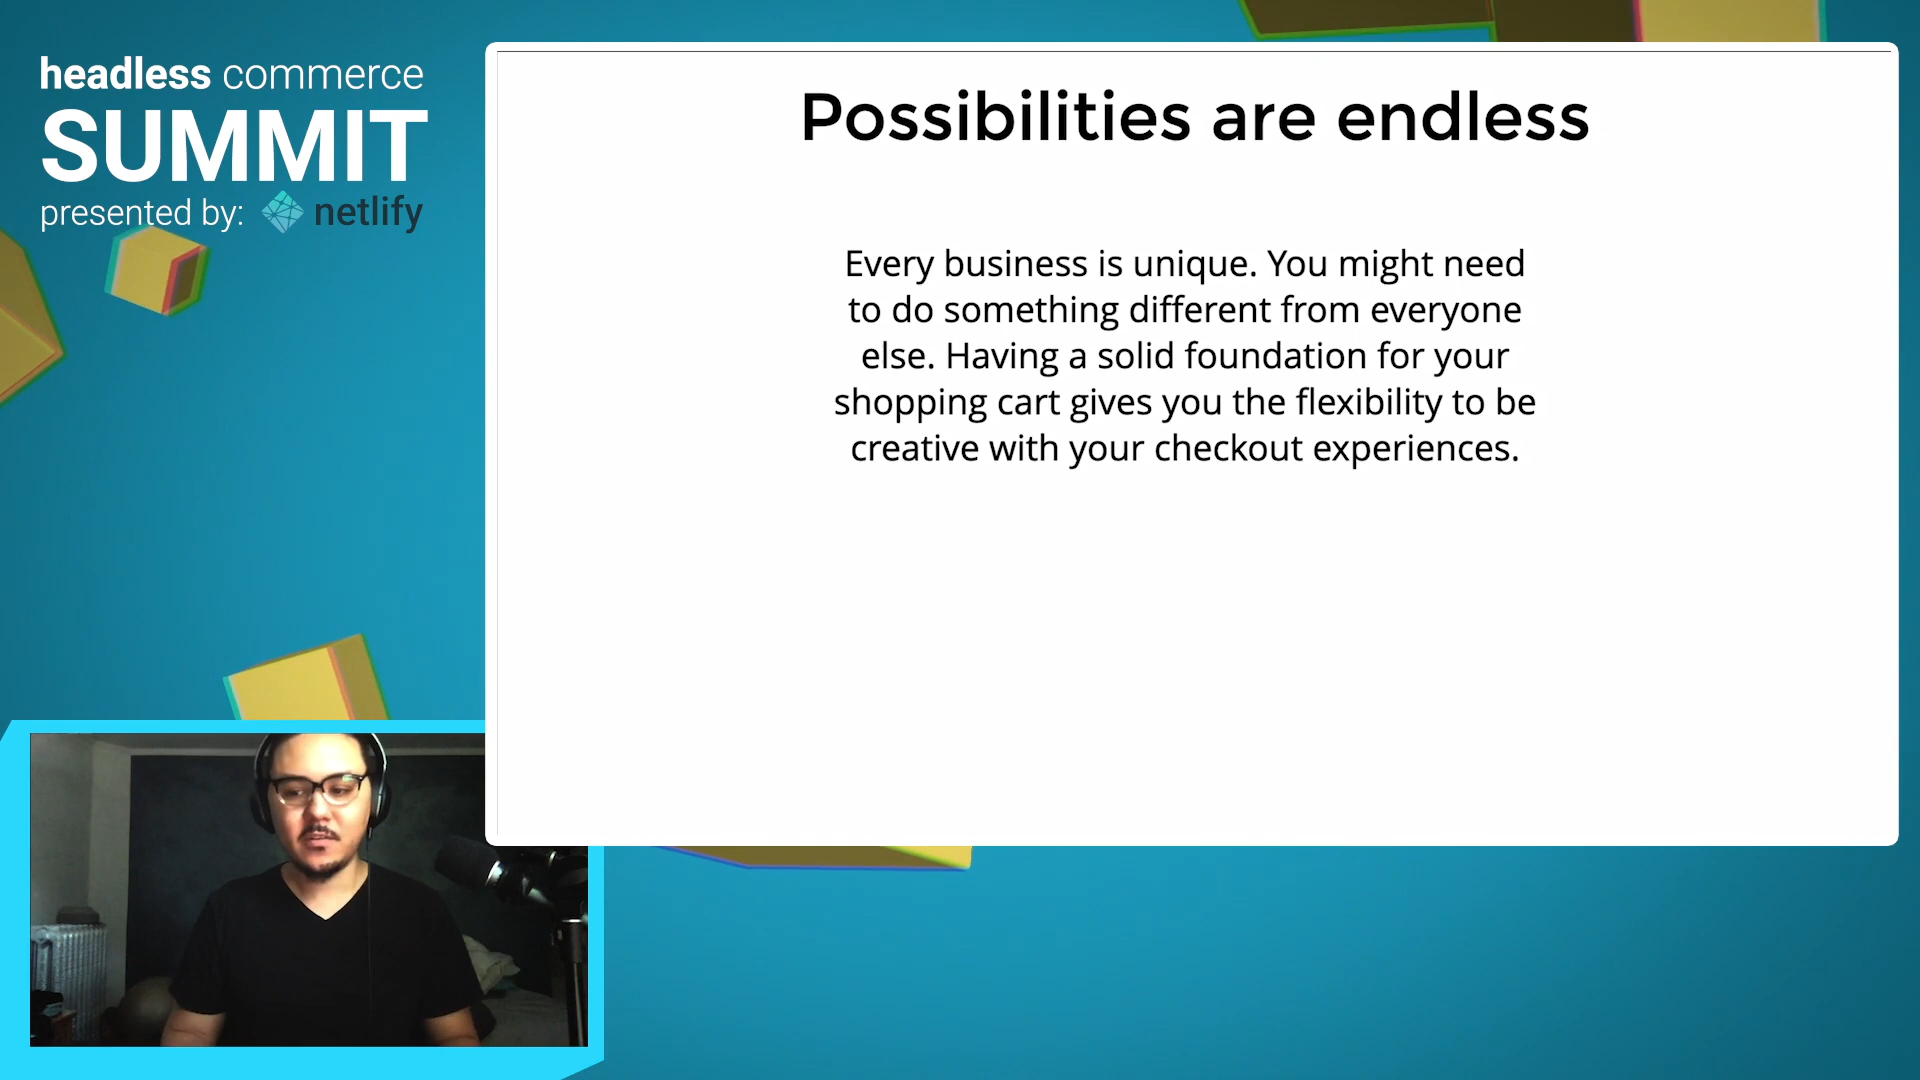 headless commerce
SUMMIT
presented by: netlify
Possibilities are endless
Every business is unique. You might need
to do something different from everyone
else. Having a solid foundation for your
shopping cart gives you the flexibility to be
creative with your checkout experiences.